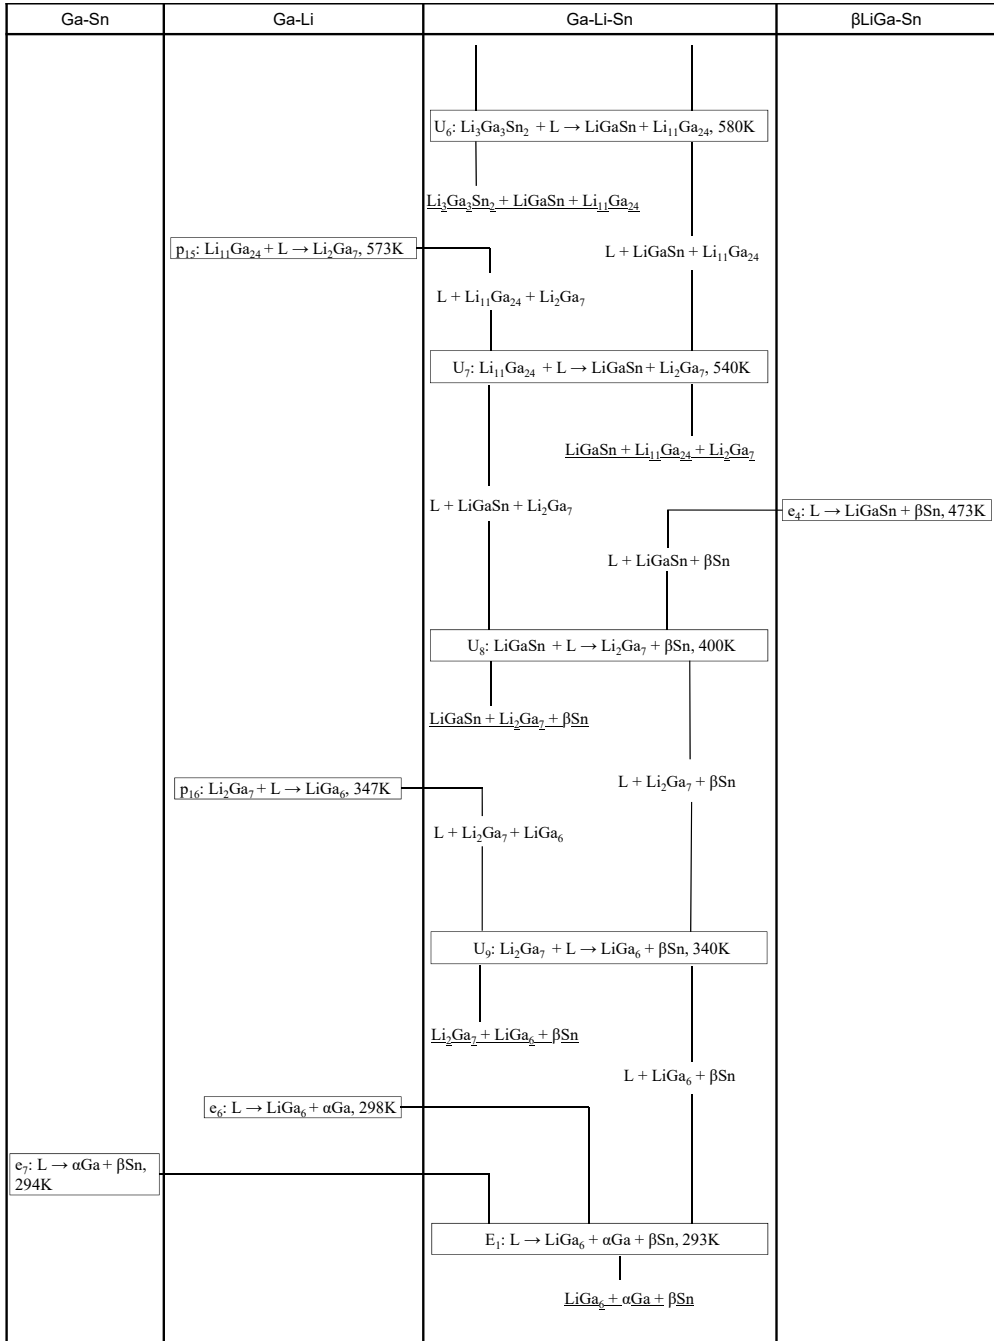 Ga-Sn
Ga-Li
Ga-Li-Sn
βLiGa-Sn
U₆: Li₃Ga₃Sn₂ + L → LiGaSn + Li₁₁Ga₂₄, 580K
Li₃Ga₃Sn₂ + LiGaSn + Li₁₁Ga₂₄
p₁₅: Li₁₁Ga₂₄ + L → Li₂Ga₇, 573K
L + LiGaSn + Li₁₁Ga₂₄
L + Li₁₁Ga₂₄ + Li₂Ga₇
U₇: Li₁₁Ga₂₄ + L → LiGaSn + Li₂Ga₇, 540K
LiGaSn + Li₁₁Ga₂₄ + Li₂Ga₇
L + LiGaSn + Li₂Ga₇
e₄: L → LiGaSn + βSn, 473K
L + LiGaSn + βSn
U₈: LiGaSn + L → Li₂Ga₇ + βSn, 400K
LiGaSn + Li₂Ga₇ + βSn
L + Li₂Ga₇ + βSn
p₁₆: Li₂Ga₇ + L → LiGa₆, 347K
L + Li₂Ga₇ + LiGa₆
U₉: Li₂Ga₇ + L → LiGa₆ + βSn, 340K
Li₂Ga₇ + LiGa₆ + βSn
L + LiGa₆ + βSn
e₆: L → LiGa₆ + αGa, 298K
e₇: L → αGa + βSn,
294K
E₁: L → LiGa₆ + αGa + βSn, 293K
LiGa₆ + αGa + βSn